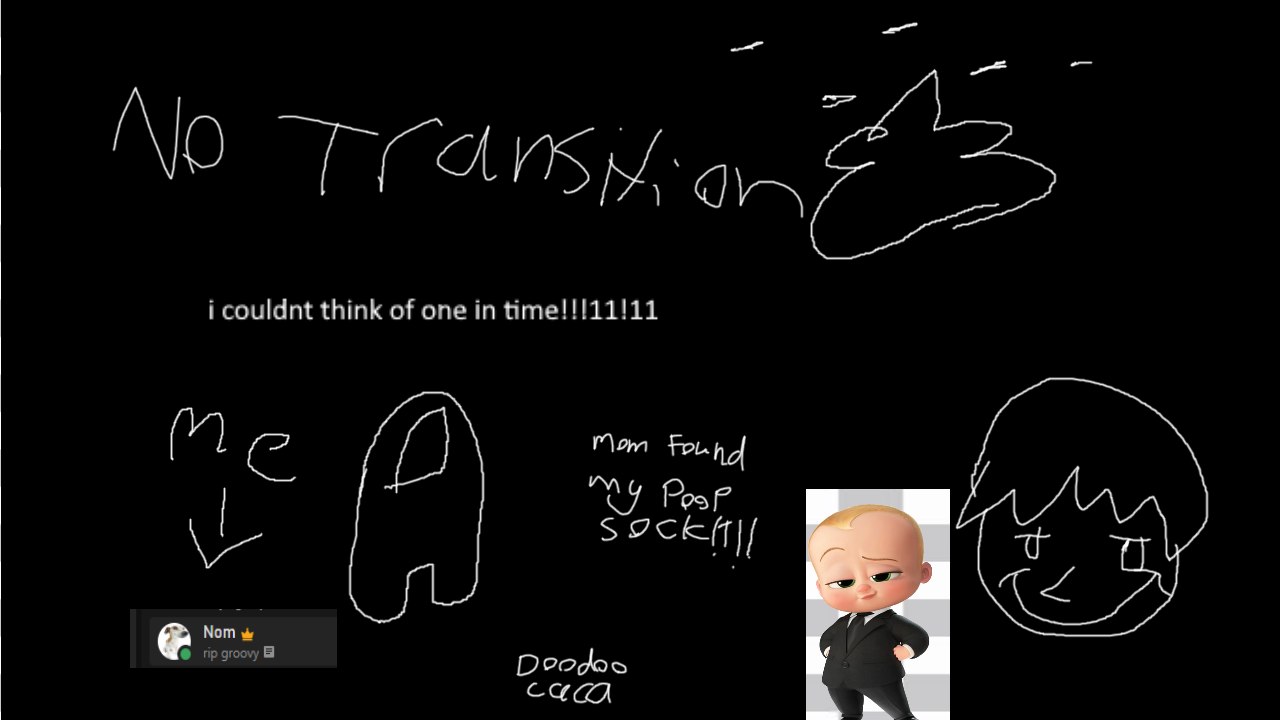 No Transition
i couldnt think of one in time!!!11!11
Me
mom found
my Poop
SOCK!!!!
Nom
rip groovy
Doodoo
caca